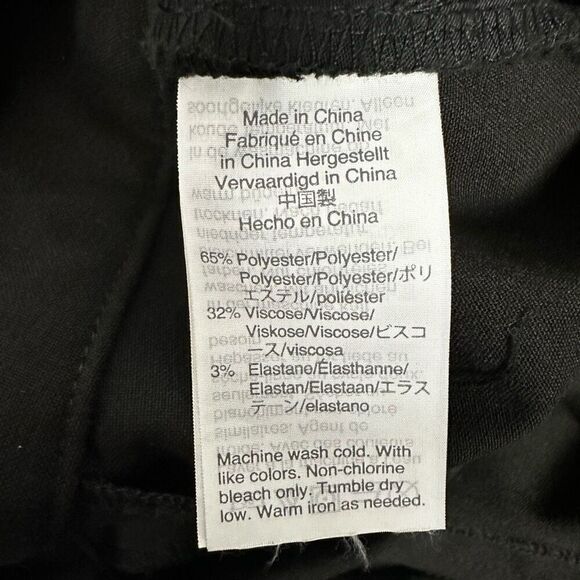 Made in China
Fabriqué en Chine
in China Hergestellt
Vervaardigd in China
中国製
Hecho en China
65% Polyester/Polyester/
Polyester/Polyester/ポリ
エステル/poliéster
32% Viscose/Viscose/
Viskose/Viscose/ビスコ
ース/viscosa
3% Elastane/Élasthanne/
Elastan/Elastaan/エラス
テーン/elastano
Machine wash cold. With
like colors. Non-chlorine
bleach only. Tumble dry
low. Warm iron as needed.